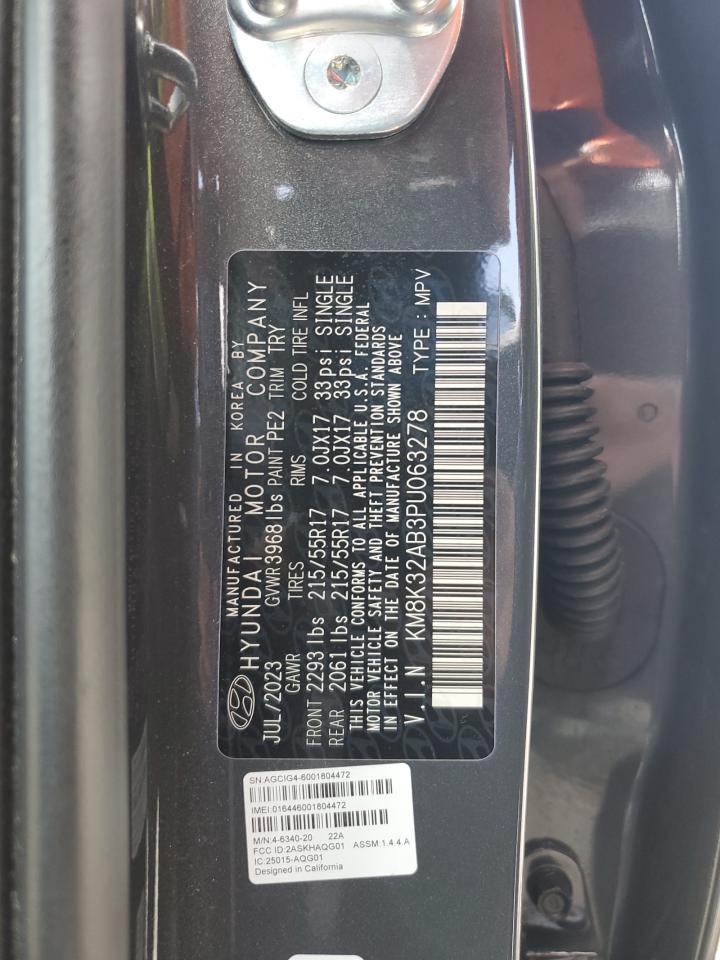 MANUFACTURED IN KOREA BY
HYUNDAI MOTOR COMPANY
JUL/2023 GVWR 3968 lbs PAINT PE2 TRIM TRY
GAWR TIRES RIMS COLD TIRE INFL
FRONT 2293 lbs 215/55R17 7.0JX17 33psi SINGLE
REAR 2061 lbs 215/55R17 7.0JX17 33psi SINGLE
THIS VEHICLE CONFORMS TO ALL APPLICABLE U.S.A. FEDERAL
MOTOR VEHICLE SAFETY AND THEFT PREVENTION STANDARDS
IN EFFECT ON THE DATE OF MANUFACTURE SHOWN ABOVE
V.I.N KM8K32AB3PU063278 TYPE : MPV
SN:AGCIG4-6001804472
IMEI:016446001804472
M/N:4-6340-20 22A
FCC ID:2ASKHAQG01 ASSM:1.4.4.A
IC:25015-AQG01
Designed in California